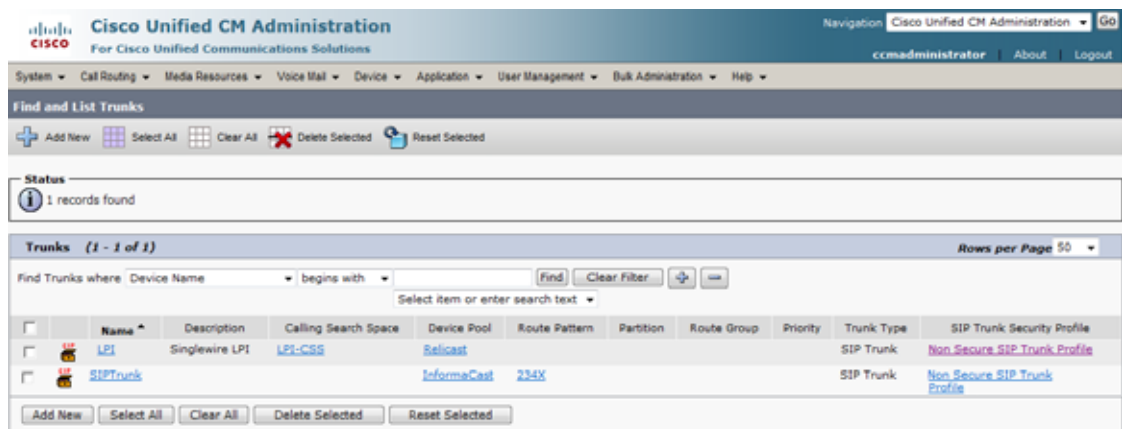 Cisco Unified CM Administration
For Cisco Unified Communications Solutions
CISCO
Navigation Cisco Unified CM Administration Go
ccmadministrator | About | Logout
System Call Routing Media Resources Voice Mail Device Application User Management Bulk Administration Help
Find and List Trunks
Add New Select All Clear All Delete Selected Reset Selected
Status
1 records found
Trunks (1 - 1 of 1) Rows per Page 50
Find Trunks where Device Name begins with Find Clear Filter
Select item or enter search text
Name Description Calling Search Space Device Pool Route Pattern Partition Route Group Priority Trunk Type SIP Trunk Security Profile
SIP LPI Singlewire LPI LPI-CSS Relicast SIP Trunk Non Secure SIP Trunk Profile
SIP SIPTrunk InformaCast 234X SIP Trunk Non Secure SIP Trunk
Profile
Add New Select All Clear All Delete Selected Reset Selected